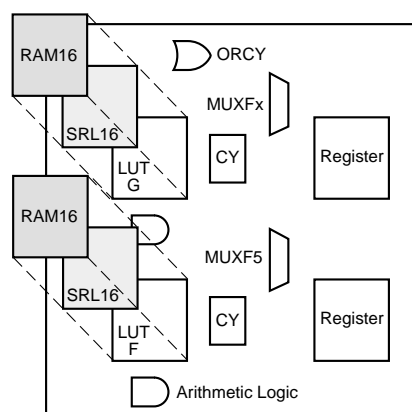 RAM16
ORCY
MUXFx
SRL16
CY
Register
LUT
G
RAM16
MUXF5
SRL16
CY
Register
LUT
F
Arithmetic Logic